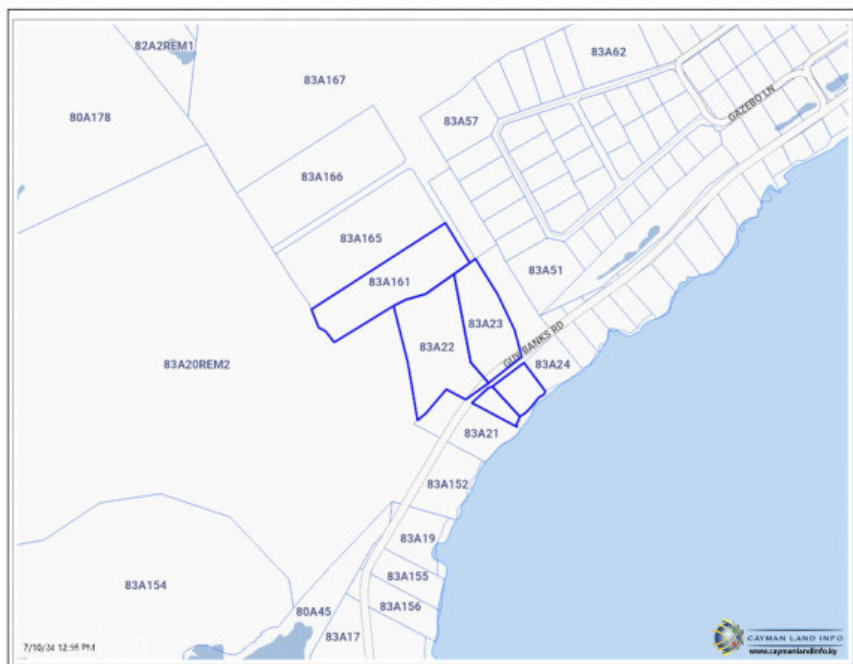 82A2REM1
83A62
83A167
80A178
83A57
GAZEBO LN
83A166
83A165
83A51
83A161
83A23
83A22
GUY BANKS RD
83A24
83A20REM2
83A21
83A152
83A19
83A154
83A155
83A156
80A45
83A17
7/10/24 12:56 PM
CAYMAN LAND INFO
www.caymanlandinfo.ky